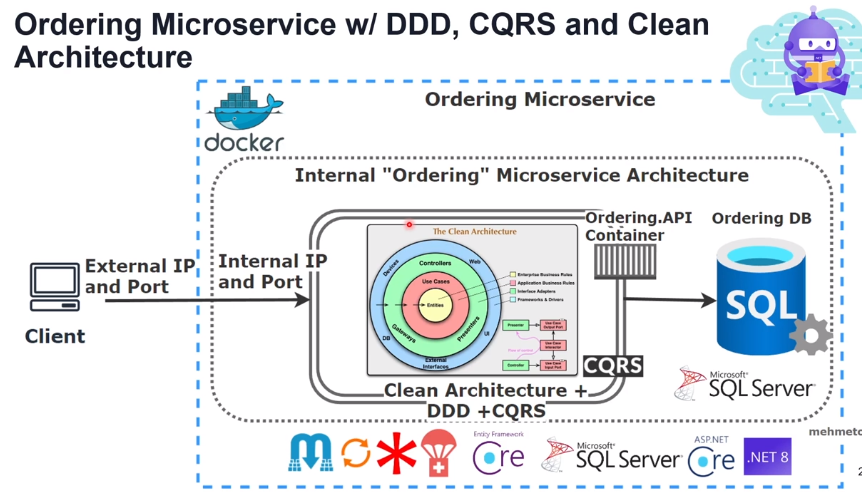 Ordering Microservice w/ DDD, CQRS and Clean
Architecture
.NET
Ordering Microservice
docker
Internal "Ordering" Microservice Architecture
Ordering.API
Container
Ordering DB
External IP
and Port
Internal IP
and Port
Client
The Clean Architecture
Devices
Controllers
Web
Use Cases
Entities
DB
Gateways
Presenters
UI
External
Interfaces
Enterprise Business Rules
Application Business Rules
Interface Adapters
Frameworks & Drivers
Presenter
Use Case
Output Port
Use Case
Interactor
Controller
Use Case
Input Port
SQL
CQRS
Microsoft
SQL Server
Clean Architecture +
DDD +CQRS
mehmeto
Entity Framework
Core
Microsoft
SQL Server
ASP.NET
Core
.NET 8
2